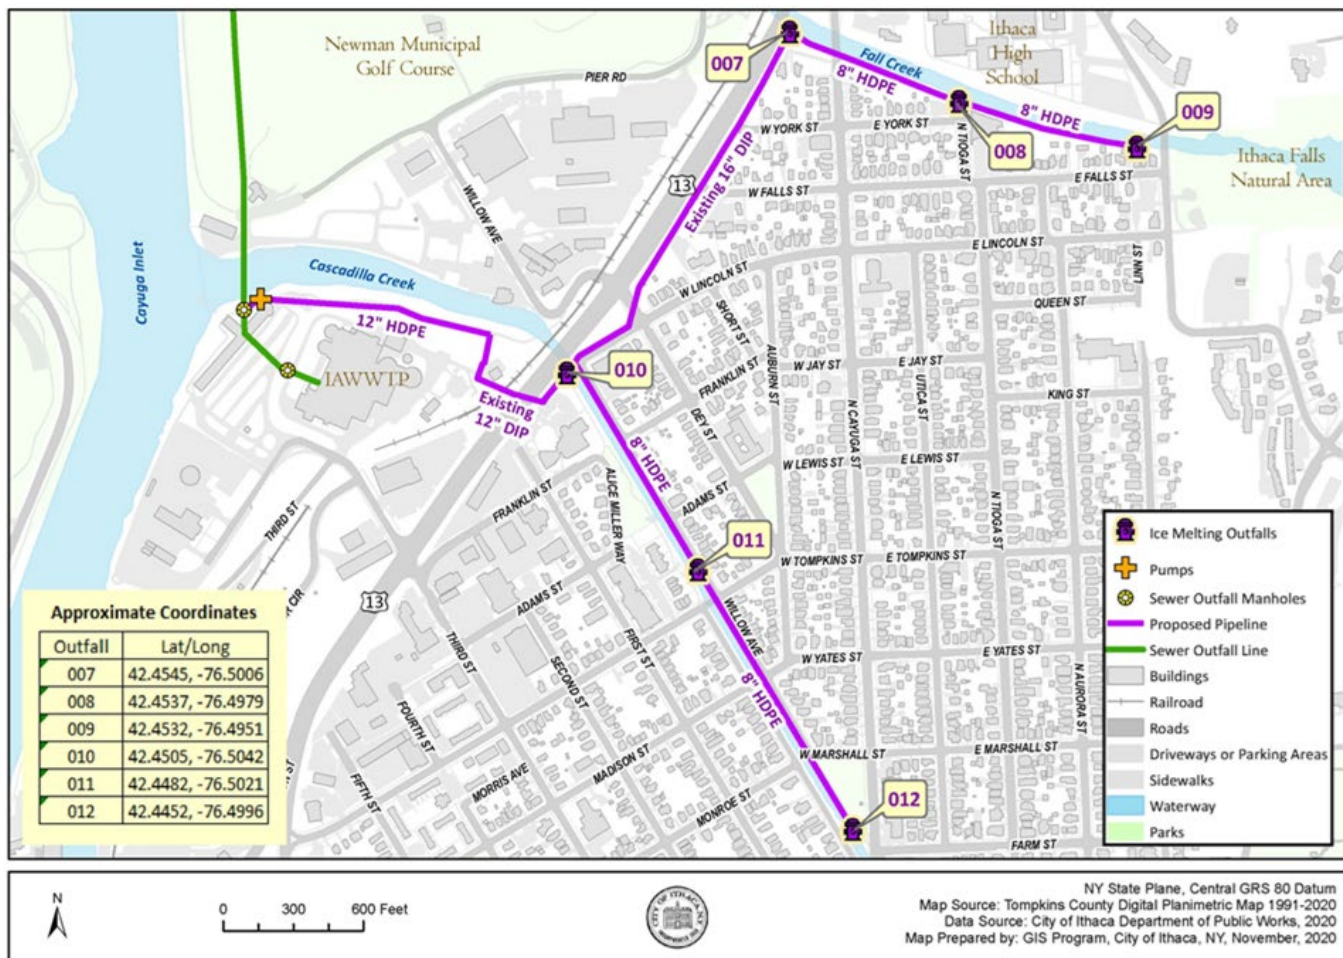 Newman Municipal
Golf Course
PIER RD
007
Fall Creek
8" HDPE
Ithaca
High
School
8" HDPE
009
W YORK ST
E YORK ST
N TIOGA ST
008
Ithaca Falls
Natural Area
13
Existing 16" DIP
W FALLS ST
E FALLS ST
WILLOW AVE
E LINCOLN ST
LINN ST
Cayuga Inlet
Cascadilla Creek
W LINCOLN ST
QUEEN ST
12" HDPE
SHORT ST
AUBURN ST
IAWWTP
010
FRANKLIN ST
W JAY ST
E JAY ST
UTICA ST
KING ST
Existing
12" DIP
DEY ST
N CAYUGA ST
8" HDPE
W LEWIS ST
E LEWIS ST
FRANKLIN ST
ALICE MILLER WAY
ADAMS ST
N TIOGA ST
THIRD ST
011
W TOMPKINS ST
E TOMPKINS ST
13
ADAMS ST
WILLOW AVE
THIRD ST
FIRST ST
SECOND ST
W YATES ST
E YATES ST
N AURORA ST
8" HDPE
FOURTH ST
W MARSHALL ST
E MARSHALL ST
MADISON ST
MORRIS AVE
FIFTH ST
MONROE ST
012
FARM ST
CIR
ST
Approximate Coordinates
Outfall Lat/Long
007 42.4545, -76.5006
008 42.4537, -76.4979
009 42.4532, -76.4951
010 42.4505, -76.5042
011 42.4482, -76.5021
012 42.4452, -76.4996
Ice Melting Outfalls
Pumps
Sewer Outfall Manholes
Proposed Pipeline
Sewer Outfall Line
Buildings
Railroad
Roads
Driveways or Parking Areas
Sidewalks
Waterway
Parks
N
0 300 600 Feet
CITY OF ITHACA, N.Y.
NY State Plane, Central GRS 80 Datum
Map Source: Tompkins County Digital Planimetric Map 1991-2020
Data Source: City of Ithaca Department of Public Works, 2020
Map Prepared by: GIS Program, City of Ithaca, NY, November, 2020